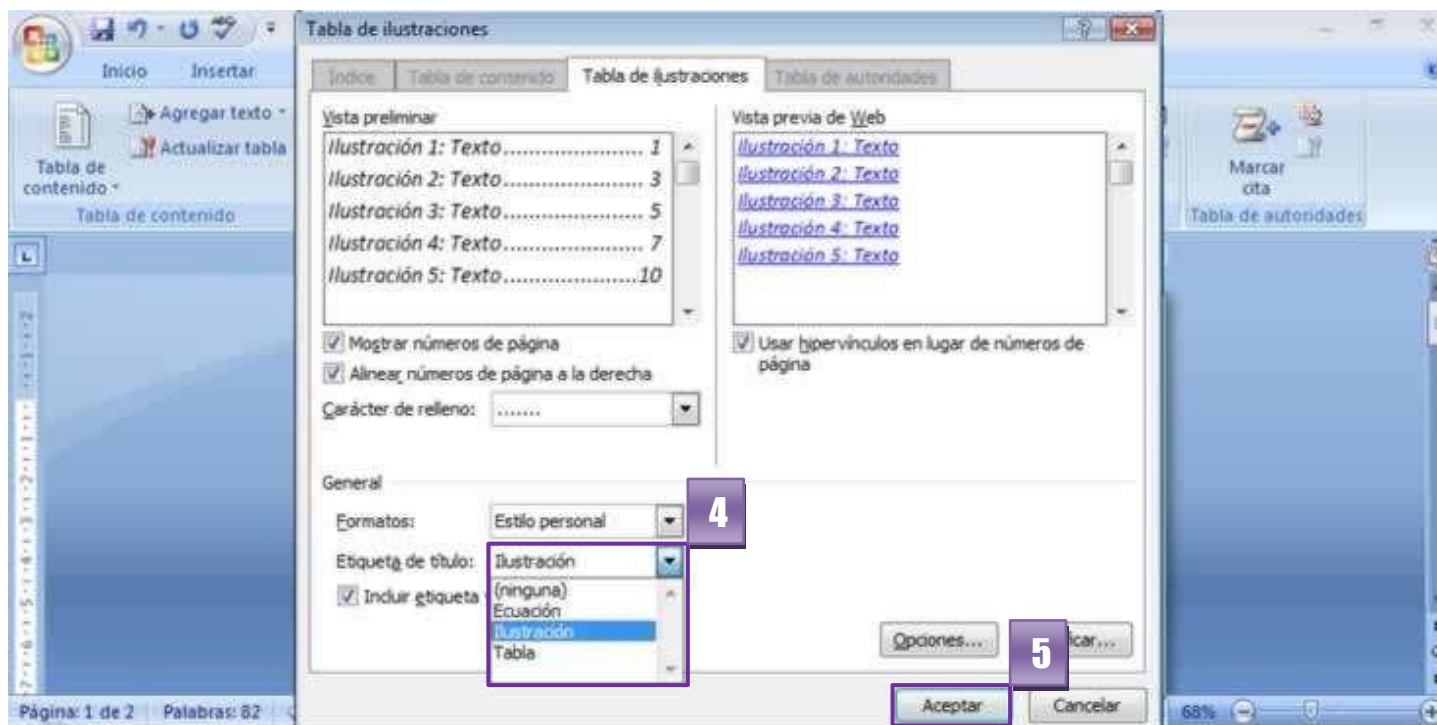 Tabla de ilustraciones
Inicio Insertar
Índice Tabla de contenido Tabla de ilustraciones Tabla de autoridades
Agregar texto
Actualizar tabla
Tabla de
contenido
Tabla de contenido
Vista preliminar
Ilustración 1: Texto...................... 1
Ilustración 2: Texto...................... 3
Ilustración 3: Texto...................... 5
Ilustración 4: Texto...................... 7
Ilustración 5: Texto.....................10
Vista previa de Web
Ilustración 1: Texto
Ilustración 2: Texto
Ilustración 3: Texto
Ilustración 4: Texto
Ilustración 5: Texto
Marcar
cita
Tabla de autoridades
Mostrar números de página
Alinear números de página a la derecha
Carácter de relleno: .......
Usar hipervínculos en lugar de números de
página
General
Formatos: Estilo personal
4
Etiqueta de título: Ilustración
(ninguna)
Ecuación
Ilustración
Tabla
Incluir etiqueta
Opciones...
5
icar...
Aceptar Cancelar
Página: 1 de 2 Palabras: 82
68%